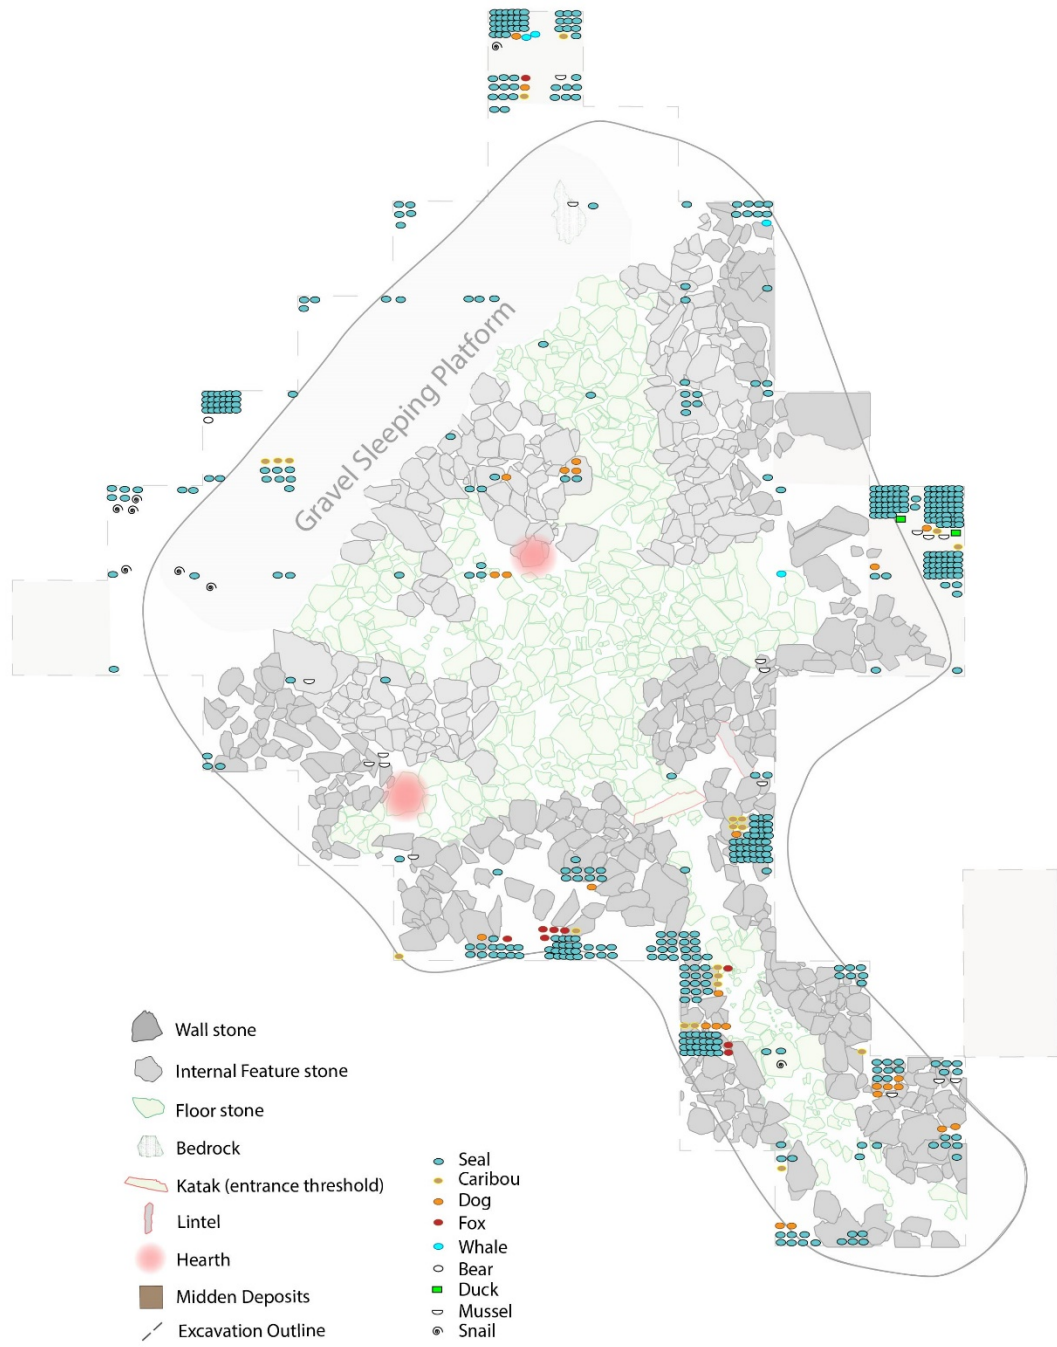 Gravel Sleeping Platform
Wall stone
Internal Feature stone
Floor stone
Bedrock
Katak (entrance threshold)
Lintel
Hearth
Midden Deposits
Excavation Outline
Seal
Caribou
Dog
Fox
Whale
Bear
Duck
Mussel
Snail